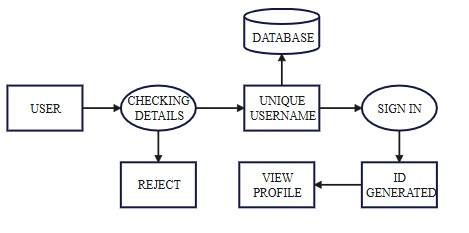 DATABASE
USER
CHECKING
DETAILS
UNIQUE
USERNAME
SIGN IN
REJECT
VIEW
PROFILE
ID
GENERATED